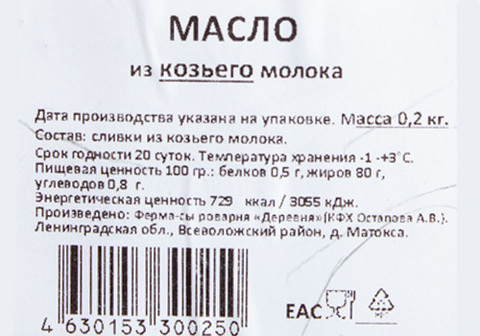 МАСЛО
из козьего молока
Дата производства указана на упаковке. Масса 0,2 кг.
Состав: сливки из козьего молока.
Срок годности 20 суток. Температура хранения -1 -+3°С.
Пищевая ценность 100 гр.: белков 0,5 г, жиров 80 г,
углеводов 0,8 г.
Энергетическая ценность 729 ккал / 3055 кДж.
Произведено: Ферма-сы роварня «Деревня»(КФХ Остапова А.В.).
Ленинградская обл., Всеволожский район, д. Матокса.
4 630153 300250
ЕАС